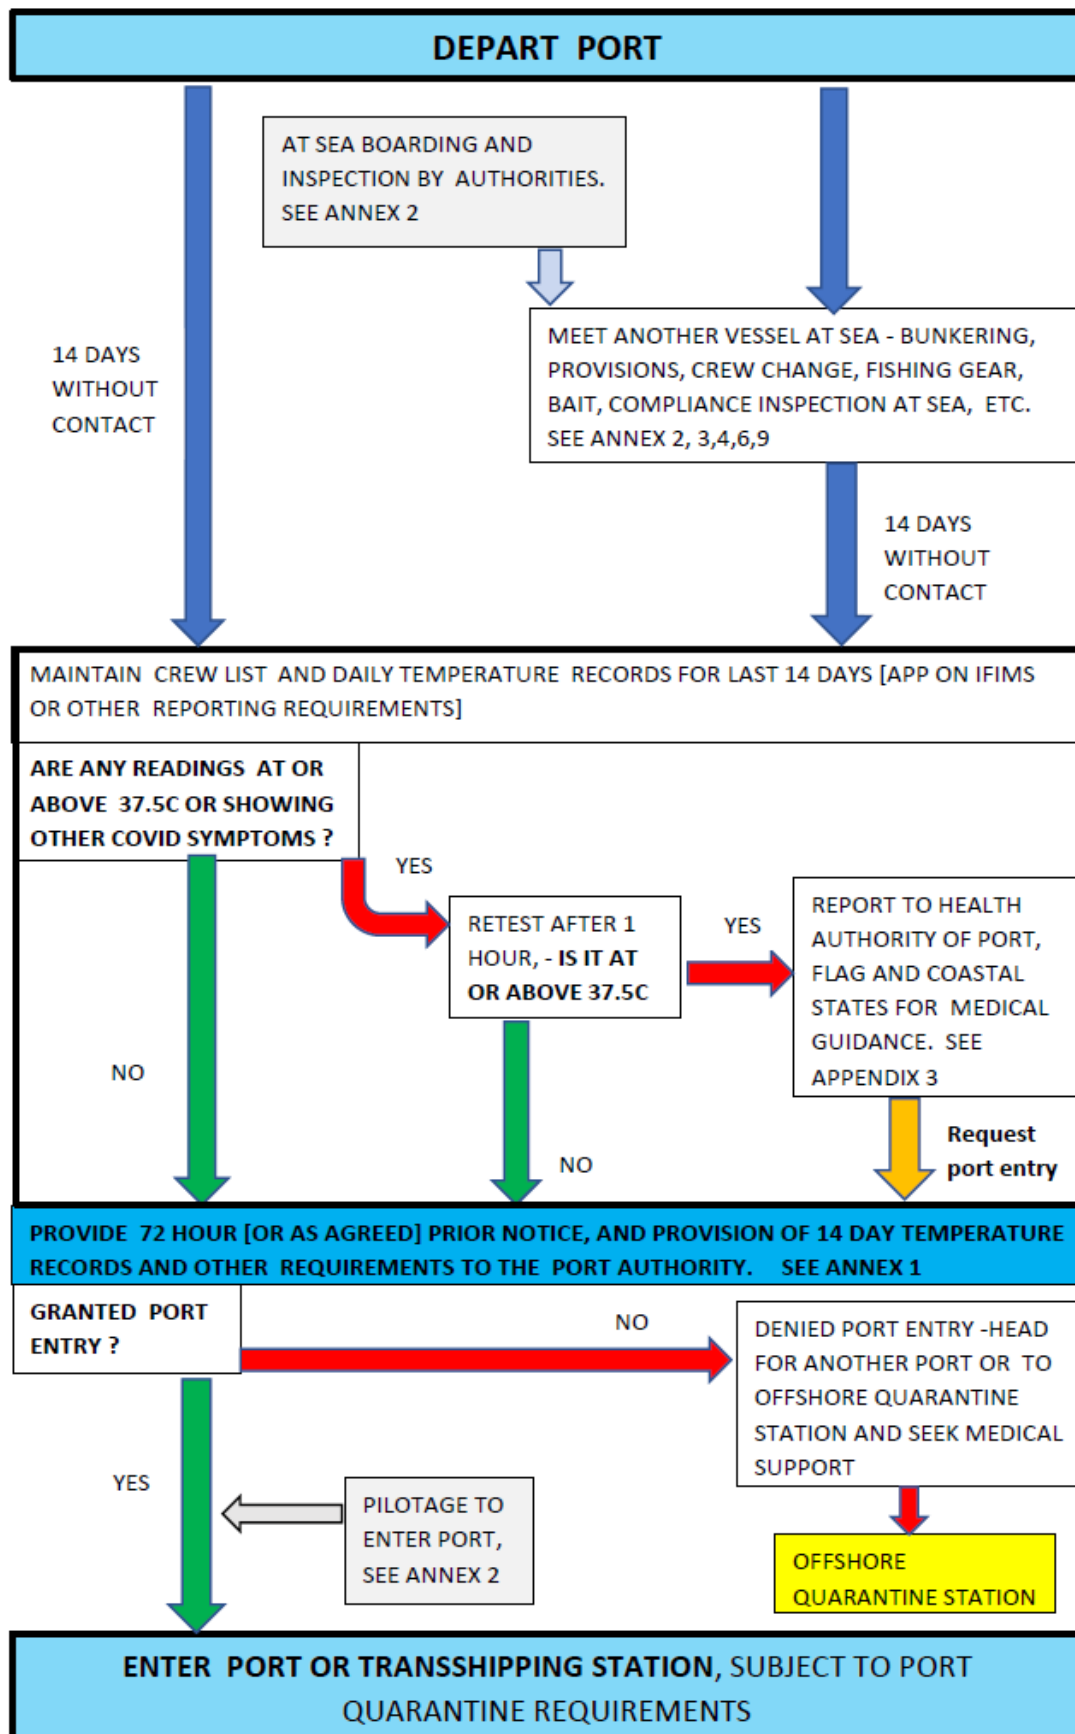 DEPART PORT
AT SEA BOARDING AND
INSPECTION BY AUTHORITIES.
SEE ANNEX 2
14 DAYS
WITHOUT
CONTACT
MEET ANOTHER VESSEL AT SEA - BUNKERING,
PROVISIONS, CREW CHANGE, FISHING GEAR,
BAIT, COMPLIANCE INSPECTION AT SEA, ETC.
SEE ANNEX 2, 3,4,6,9
14 DAYS
WITHOUT
CONTACT
MAINTAIN CREW LIST AND DAILY TEMPERATURE RECORDS FOR LAST 14 DAYS [APP ON IFIMS
OR OTHER REPORTING REQUIREMENTS]
ARE ANY READINGS AT OR
ABOVE 37.5C OR SHOWING
OTHER COVID SYMPTOMS ?
YES
RETEST AFTER 1
HOUR, - IS IT AT
OR ABOVE 37.5C
YES
REPORT TO HEALTH
AUTHORITY OF PORT,
FLAG AND COASTAL
STATES FOR MEDICAL
GUIDANCE. SEE
APPENDIX 3
NO
NO
Request
port entry
PROVIDE 72 HOUR [OR AS AGREED] PRIOR NOTICE, AND PROVISION OF 14 DAY TEMPERATURE
RECORDS AND OTHER REQUIREMENTS TO THE PORT AUTHORITY. SEE ANNEX 1
GRANTED PORT
ENTRY ?
NO
DENIED PORT ENTRY -HEAD
FOR ANOTHER PORT OR TO
OFFSHORE QUARANTINE
STATION AND SEEK MEDICAL
SUPPORT
YES
PILOTAGE TO
ENTER PORT,
SEE ANNEX 2
OFFSHORE
QUARANTINE STATION
ENTER PORT OR TRANSSHIPPING STATION, SUBJECT TO PORT
QUARANTINE REQUIREMENTS